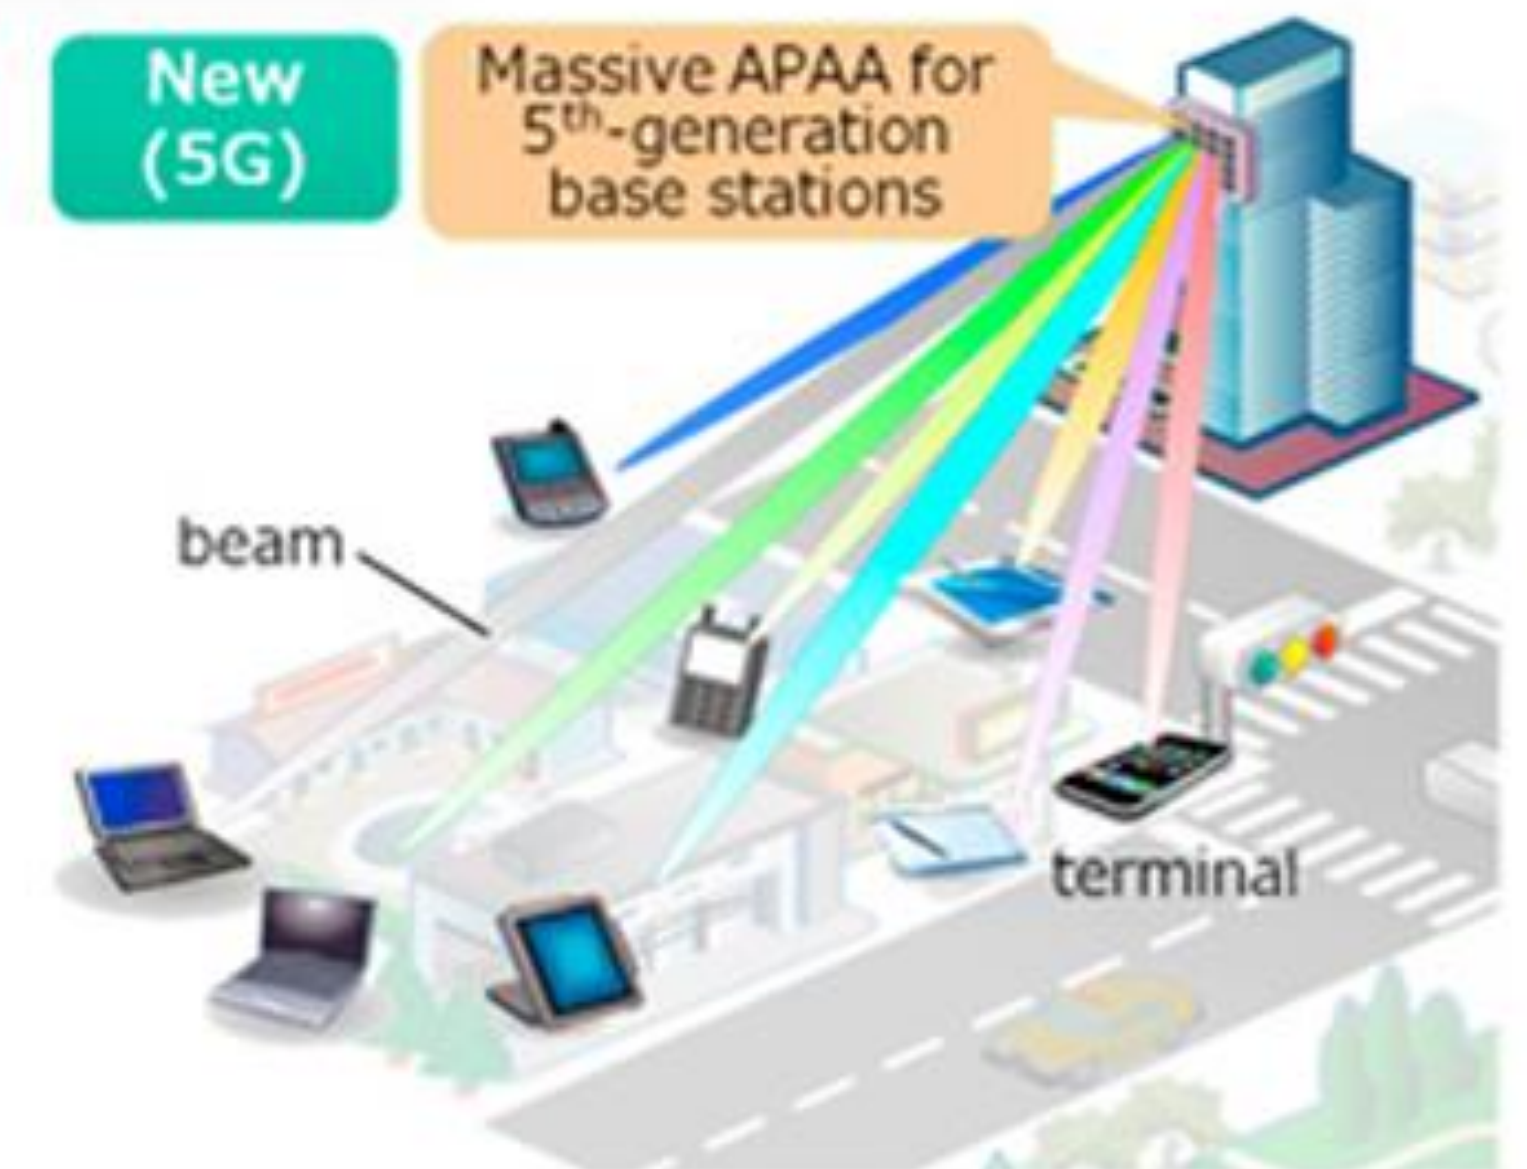 New
(5G)
Massive APAA for
5th-generation
base stations
beam
terminal